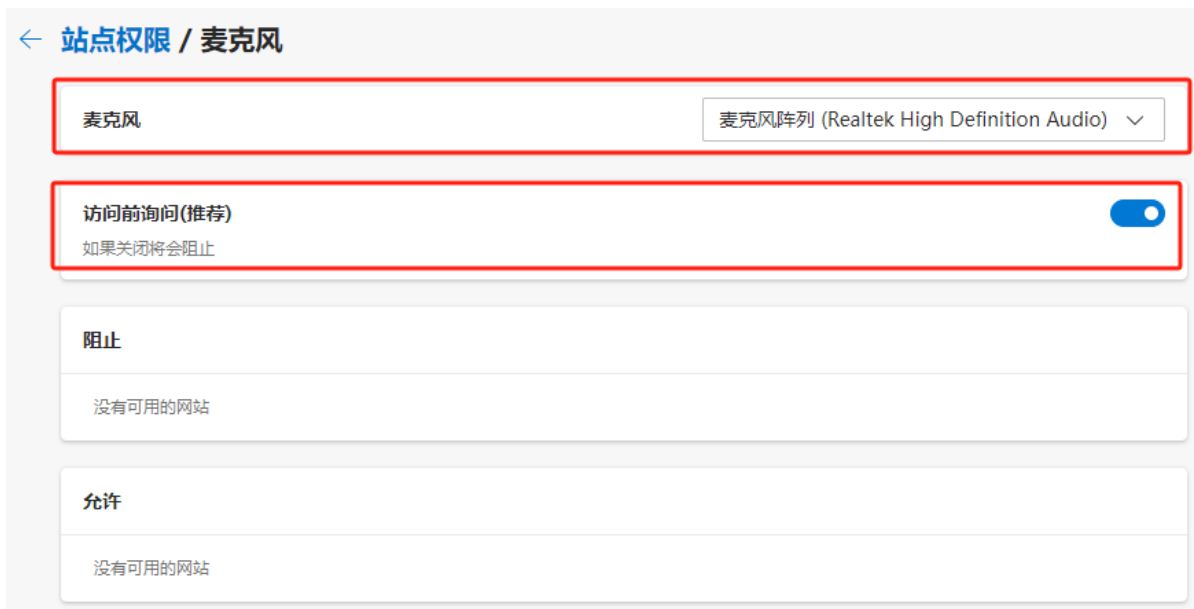 站点权限 / 麦克风
麦克风 麦克风阵列 (Realtek High Definition Audio)
访问前询问(推荐)
如果关闭将会阻止
阻止
没有可用的网站
允许
没有可用的网站